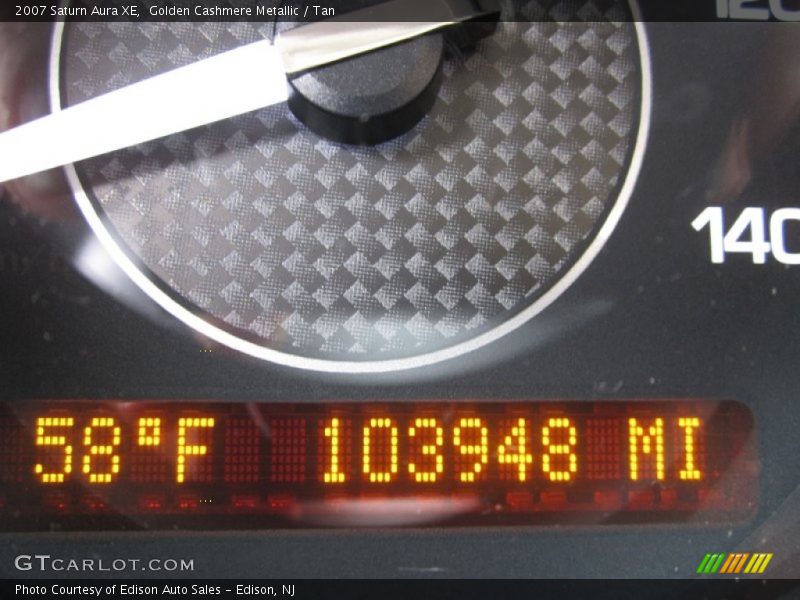 2007 Saturn Aura XE,  Golden Cashmere Metallic / Tan
120
140
58°F 103948 MI
GTCARLOT.COM
Photo Courtesy of Edison Auto Sales - Edison, NJ